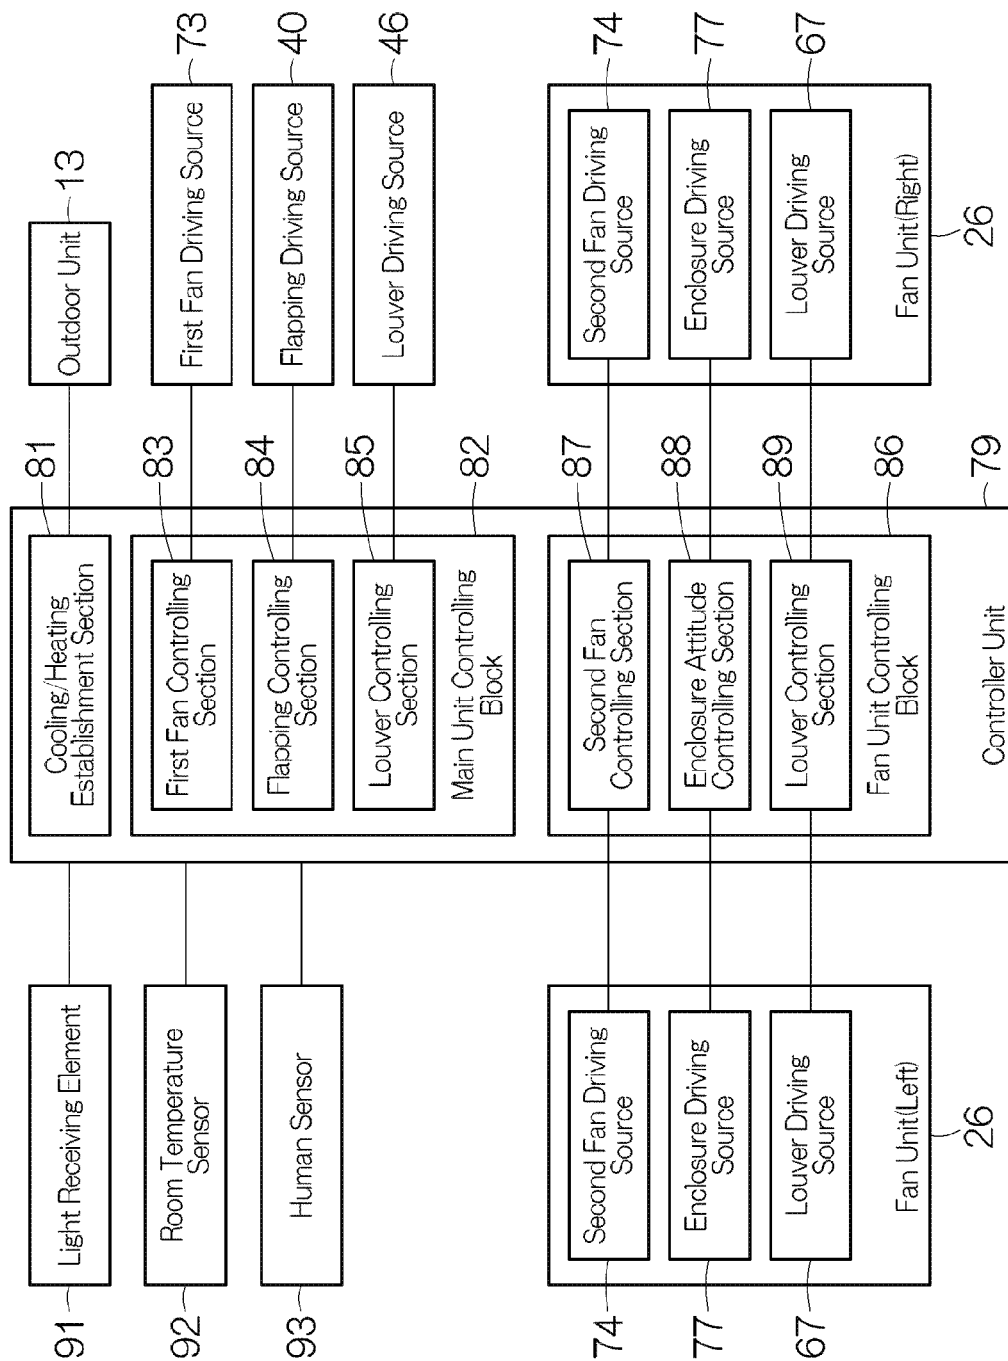 91
Light Receiving Element
92
Room Temperature
Sensor
93
Human Sensor
74
Second Fan Driving
Source
77
Enclosure Driving
Source
67
Louver Driving
Source
Fan Unit(Left)
26
81
Cooling/Heating
Establishment Section
83
First Fan Controlling
Section
84
Flapping Controlling
Section
85
Louver Controlling
Section
82
Main Unit Controlling
Block
87
Second Fan
Controlling Section
88
Enclosure Attitude
Controlling Section
89
Louver Controlling
Section
86
Fan Unit Controlling
Block
79
Controller Unit
Outdoor Unit
13
First Fan Driving Source
73
Flapping Driving Source
40
Louver Driving Source
46
Second Fan Driving
Source
74
Enclosure Driving
Source
77
Louver Driving
Source
67
Fan Unit(Right)
26